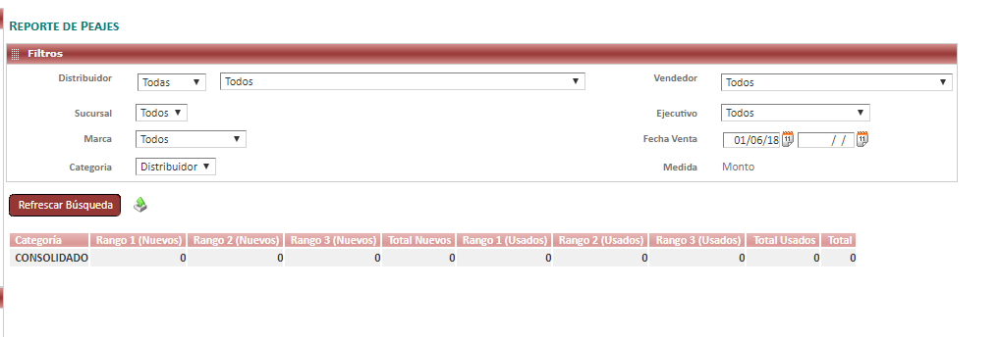 REPORTE DE PEAJES
Filtros
Distribuidor Todas Todos Vendedor Todos
Sucursal Todos Ejecutivo Todos
Marca Todos Fecha Venta 01/06/18 / /
Categoria Distribuidor Medida Monto
Refrescar Búsqueda
Categoría Rango 1 (Nuevos) Rango 2 (Nuevos) Rango 3 (Nuevos) Total Nuevos Rango 1 (Usados) Rango 2 (Usados) Rango 3 (Usados) Total Usados Total
CONSOLIDADO 0 0 0 0 0 0 0 0 0